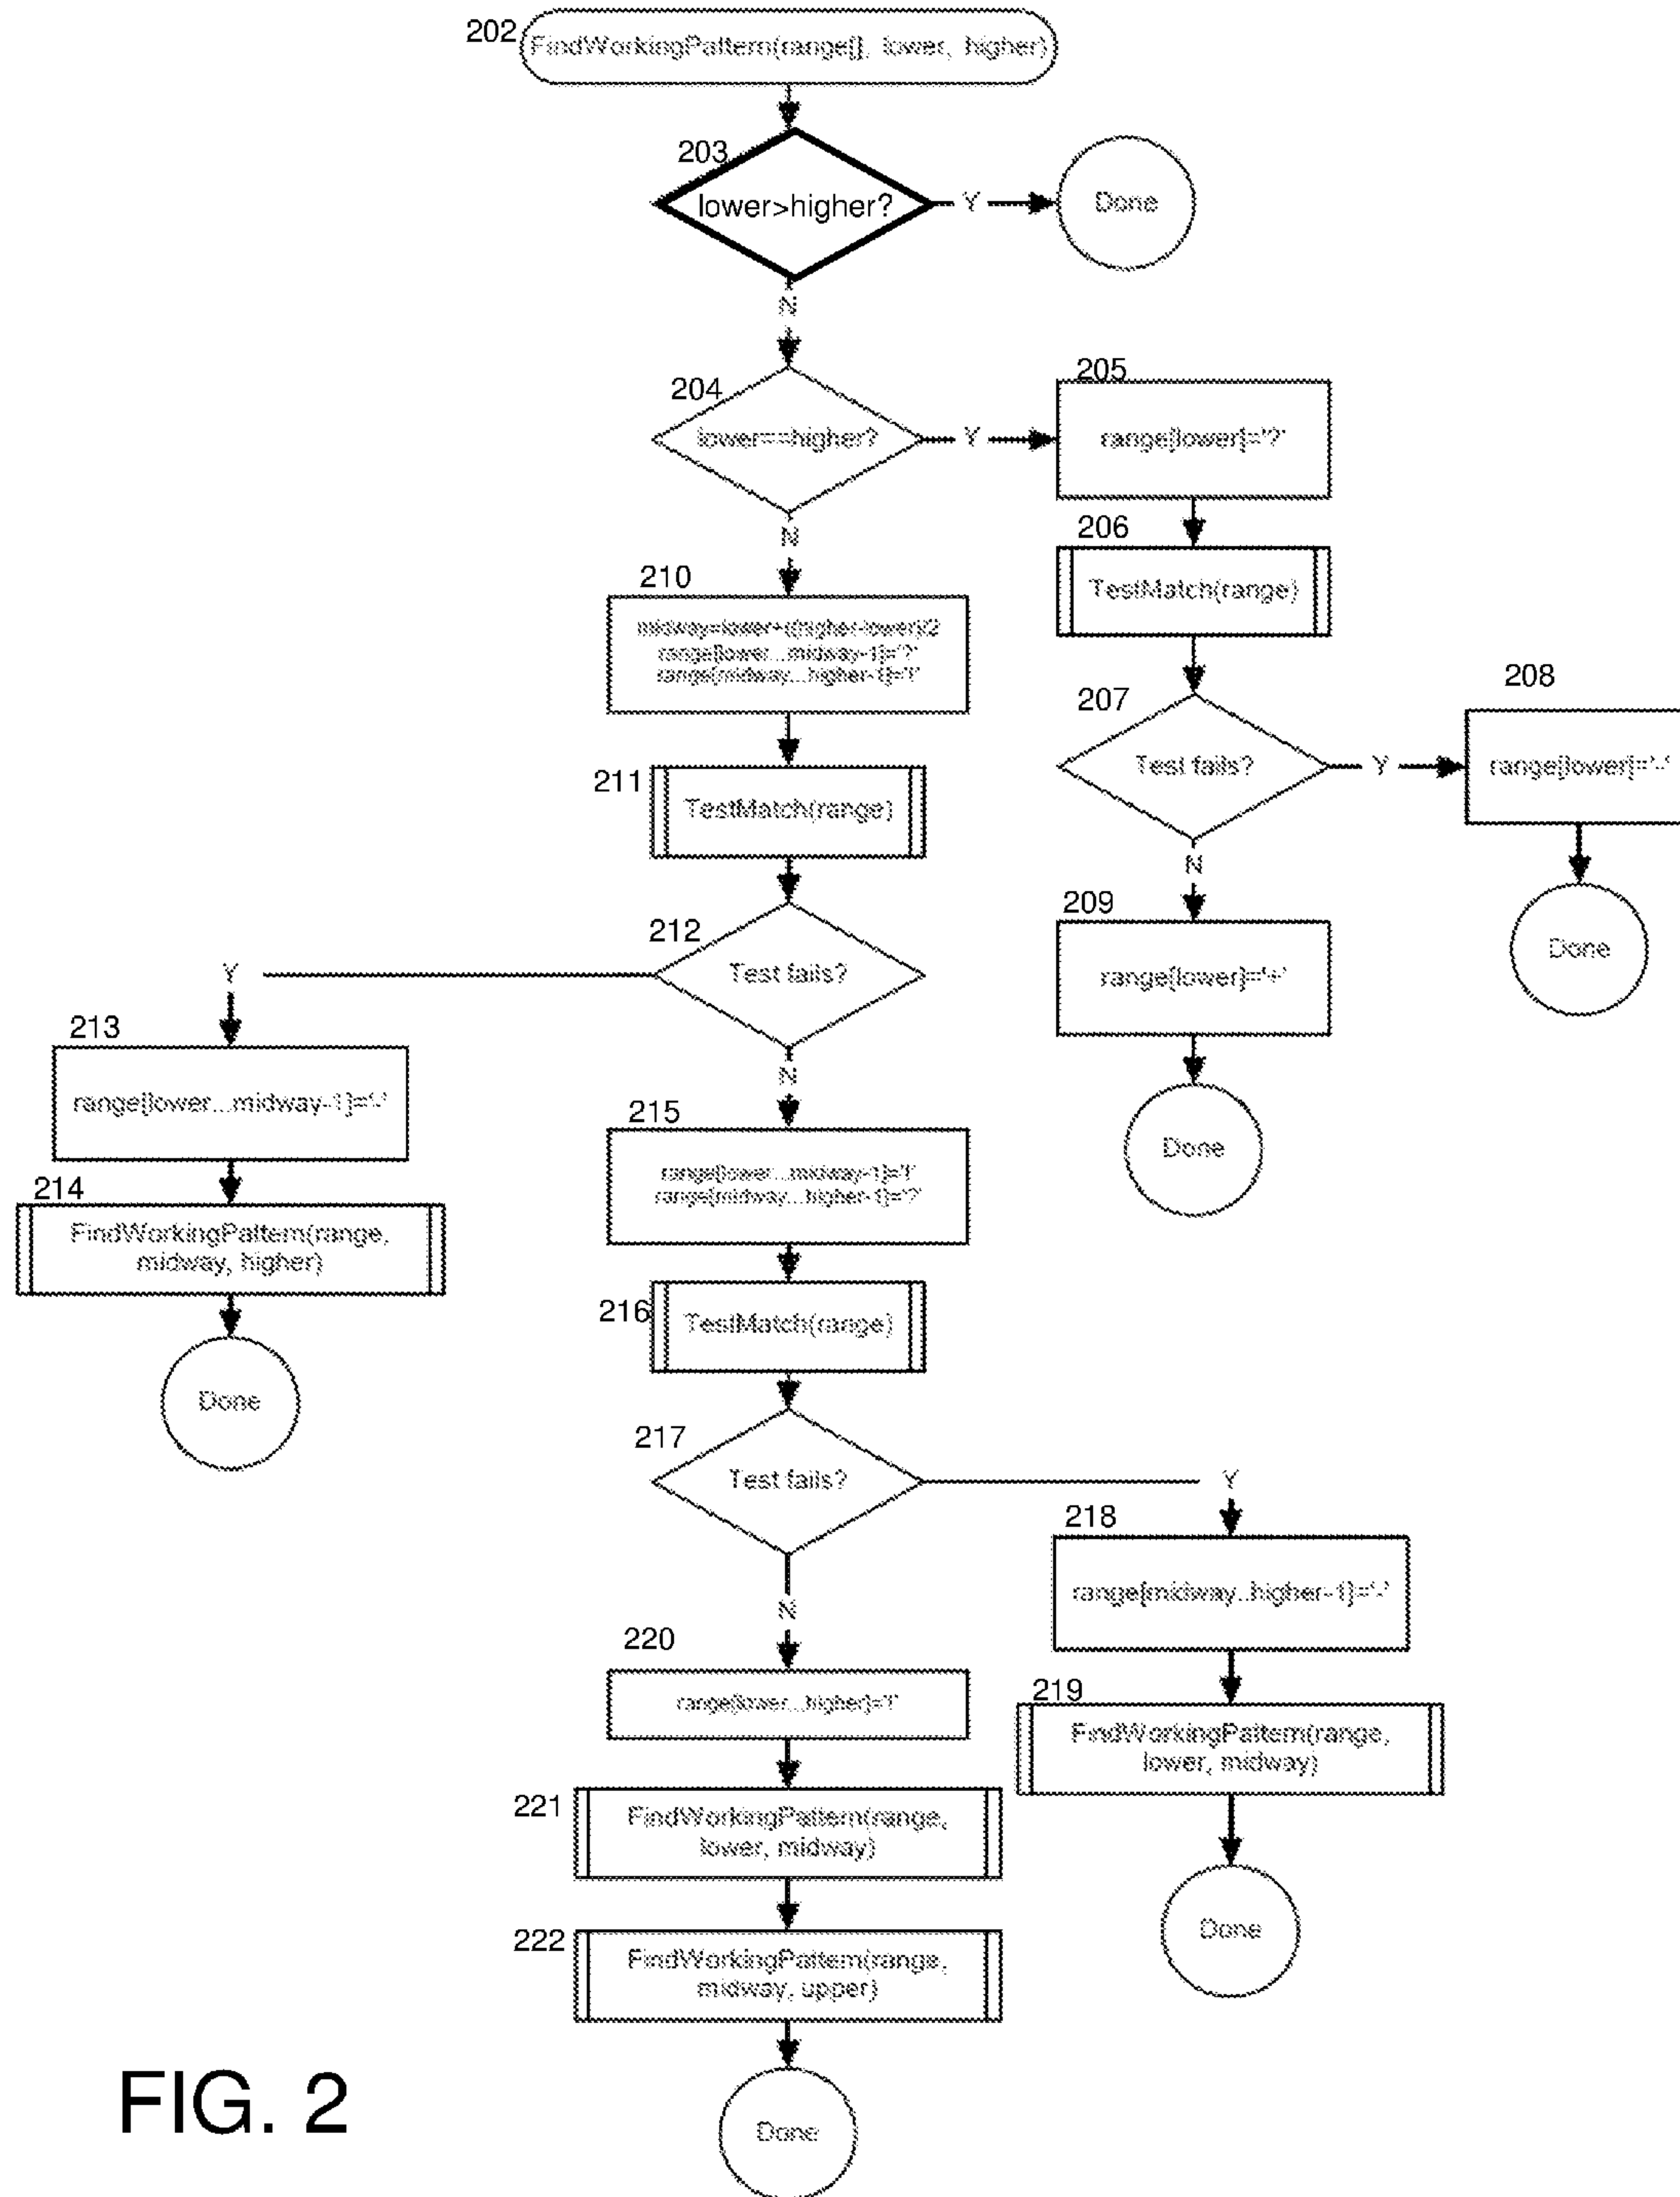 202
FindWorkingPattern(range[], lower, higher)
203
lower>higher?
Y
Done
N
204
lower==higher?
Y
205
range[lower]='?'
N
206
TestMatch(range)
210
midway=lower+((higher-lower)/2
range[lower...midway-1]='?'
range[midway...higher-1]='!'
207
Test fails?
Y
208
range[lower]='-'
Done
N
209
range[lower]='+'
Done
211
TestMatch(range)
212
Test fails?
Y
213
range[lower...midway-1]='-'
214
FindWorkingPattern(range,
midway, higher)
Done
N
215
range[lower...midway-1]='!'
range[midway...higher-1]='?'
216
TestMatch(range)
217
Test fails?
Y
218
range[midway..higher-1]='-'
219
FindWorkingPattern(range,
lower, midway)
Done
N
220
range[lower...higher]='!'
221
FindWorkingPattern(range,
lower, midway)
222
FindWorkingPattern(range,
midway, upper)
Done
FIG. 2